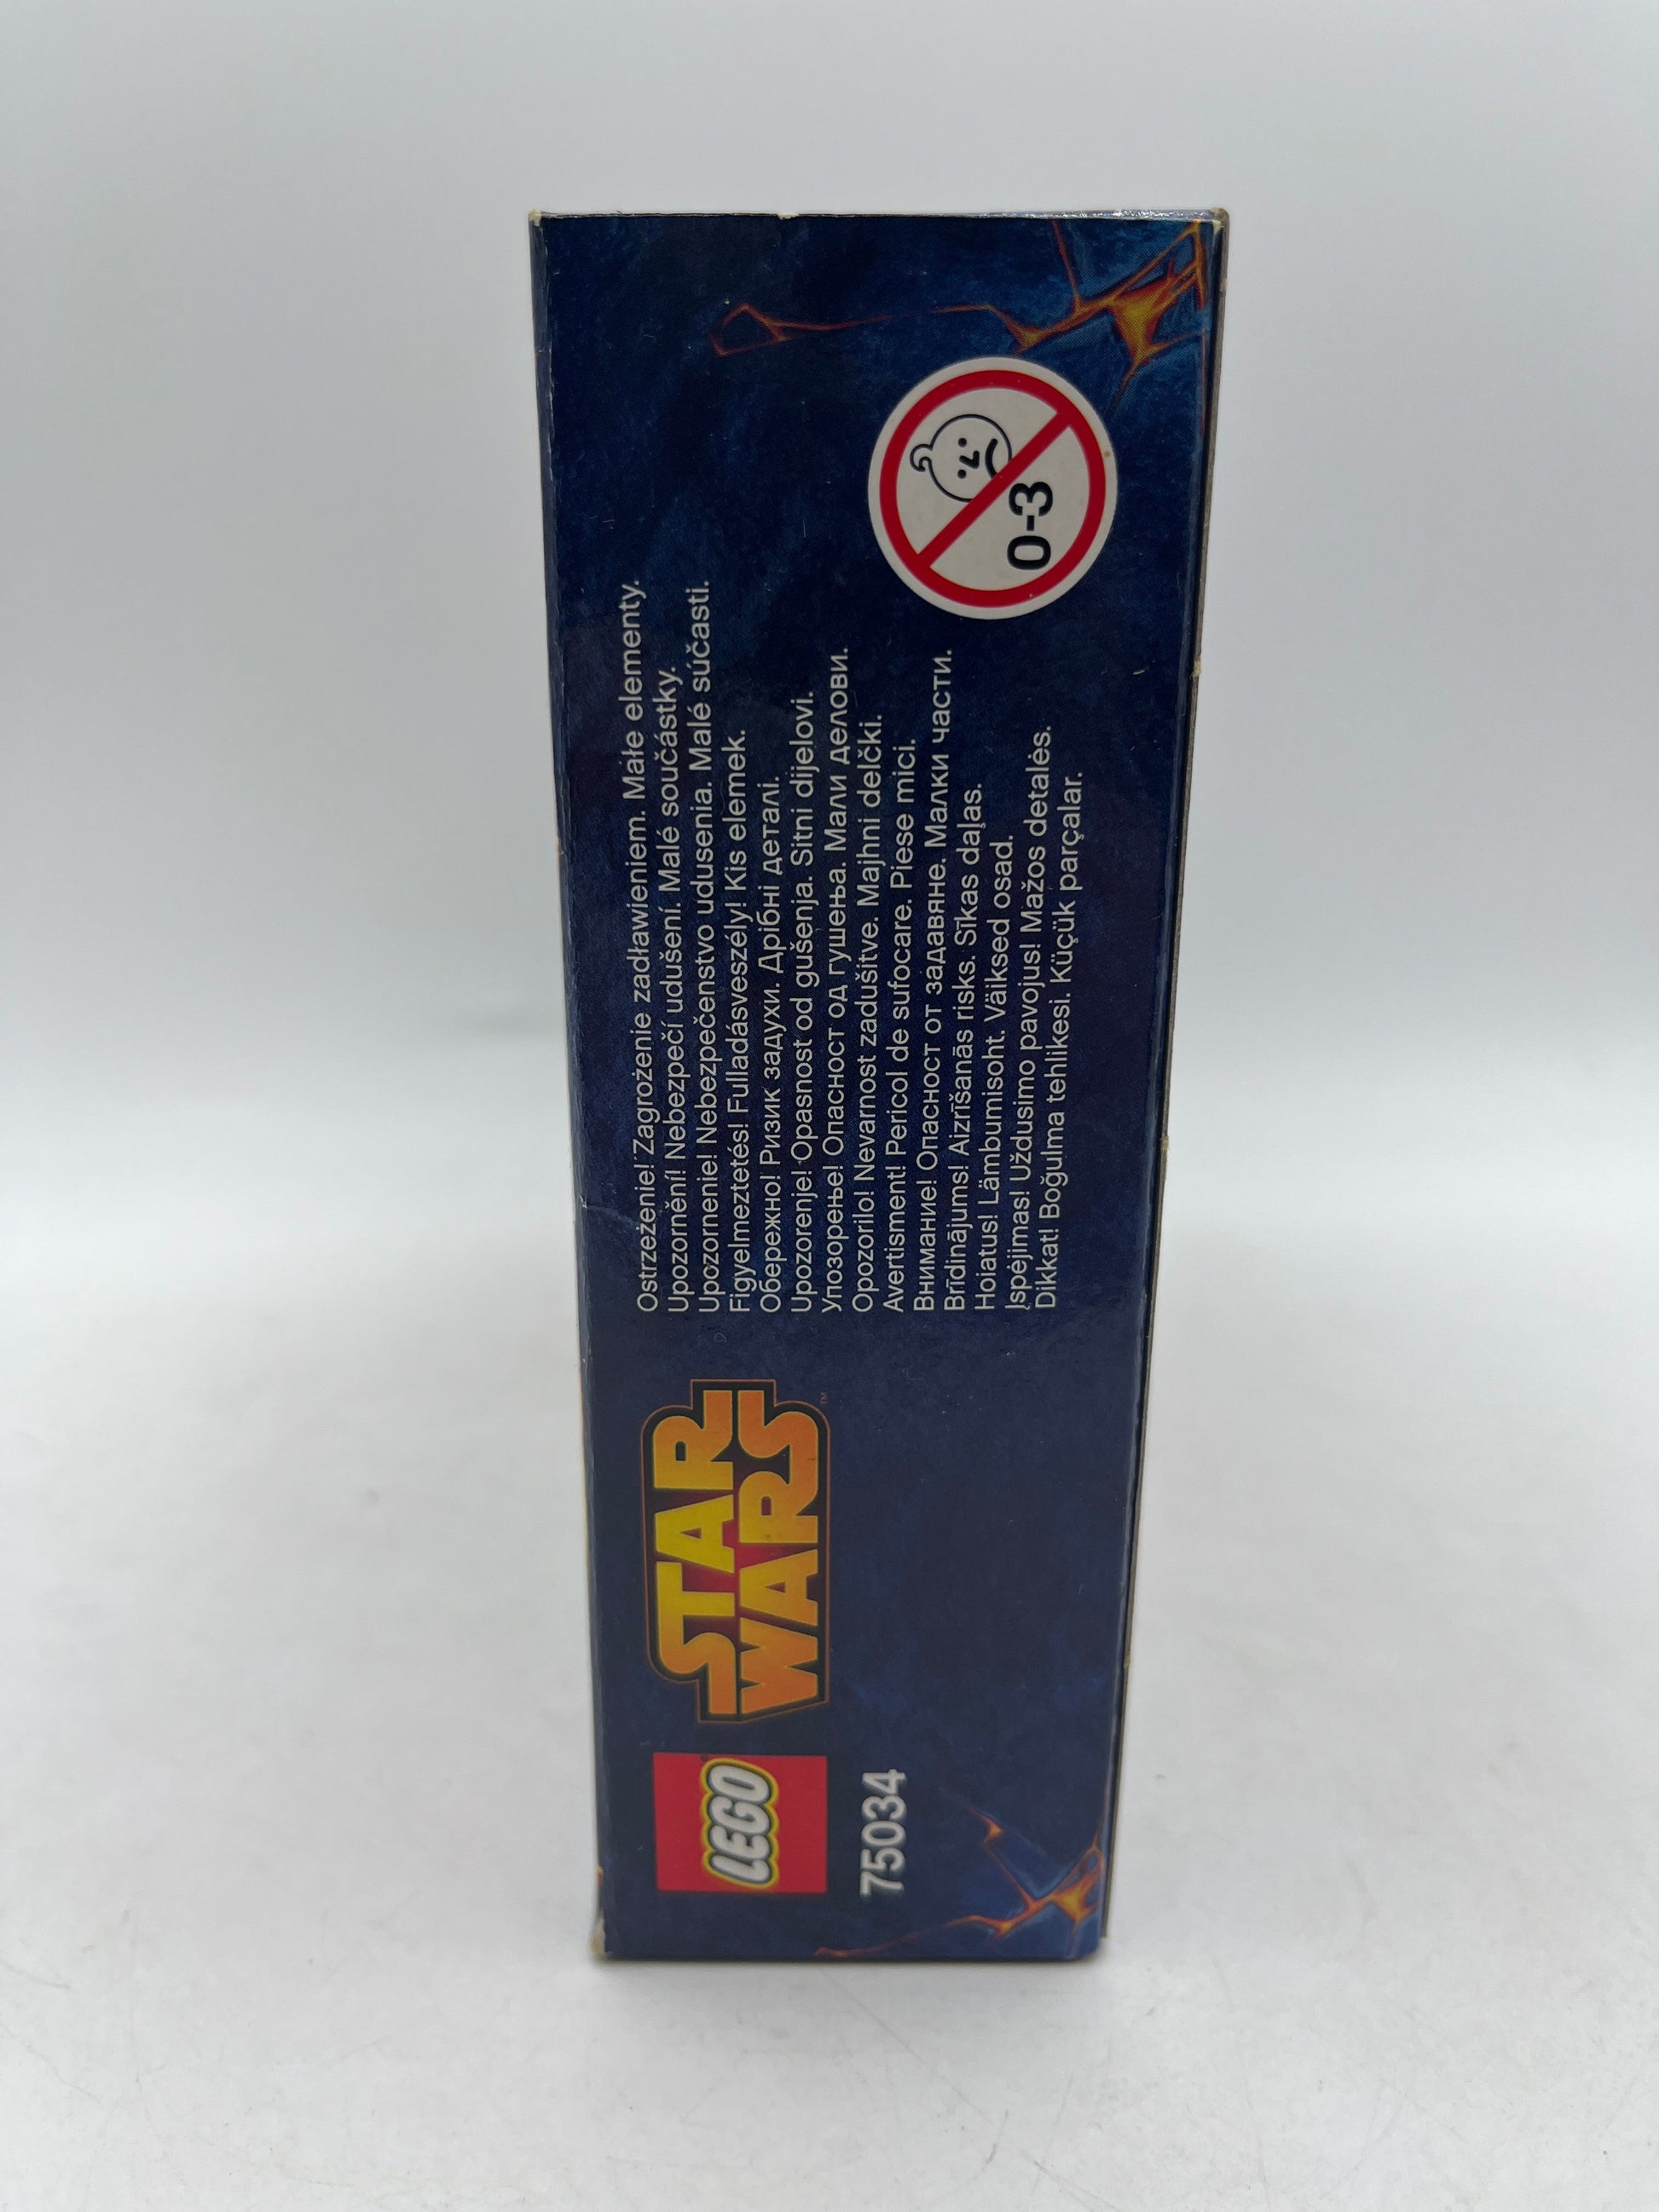 LEGO
STAR
WARS™
75034
Ostrzeżenie! Zagrożenie zadławieniem. Małe elementy.
Upozornění! Nebezpečí udušení. Malé součástky.
Upozornenie! Nebezpečenstvo udusenia. Malé súčasti.
Figyelmeztetés! Fulladásveszély! Kis elemek.
Обережно! Ризик задухи. Дрібні деталі.
Upozorenje! Opasnost od gušenja. Sitni dijelovi.
Упозорење! Опасност од гушења. Мали делови.
Opozorilo! Nevarnost zadušitve. Majhni delčki.
Avertisment! Pericol de sufocare. Piese mici.
Внимание! Опасност от задавяне. Малки части.
Brīdinājums! Aizrīšanās risks. Sīkas daļas.
Hoiatus! Lämbumisoht. Väiksed osad.
Įspėjimas! Uždusimo pavojus! Mažos detalės.
Dikkat! Boğulma tehlikesi. Küçük parçalar.
0-3